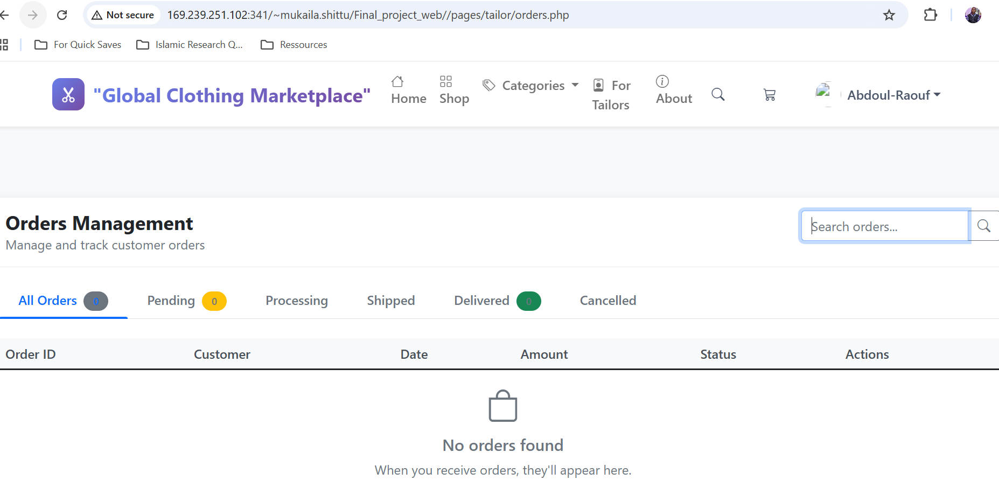 Not secure 169.239.251.102:341/~mukaila.shittu/Final_project_web//pages/tailor/orders.php
For Quick Saves Islamic Research Q... Ressources
"Global Clothing Marketplace" Home Shop Categories For Tailors About Abdoul-Raouf
Orders Management
Search orders...
Manage and track customer orders
All Orders 0 Pending 0 Processing Shipped Delivered 0 Cancelled
Order ID Customer Date Amount Status Actions
No orders found
When you receive orders, they'll appear here.